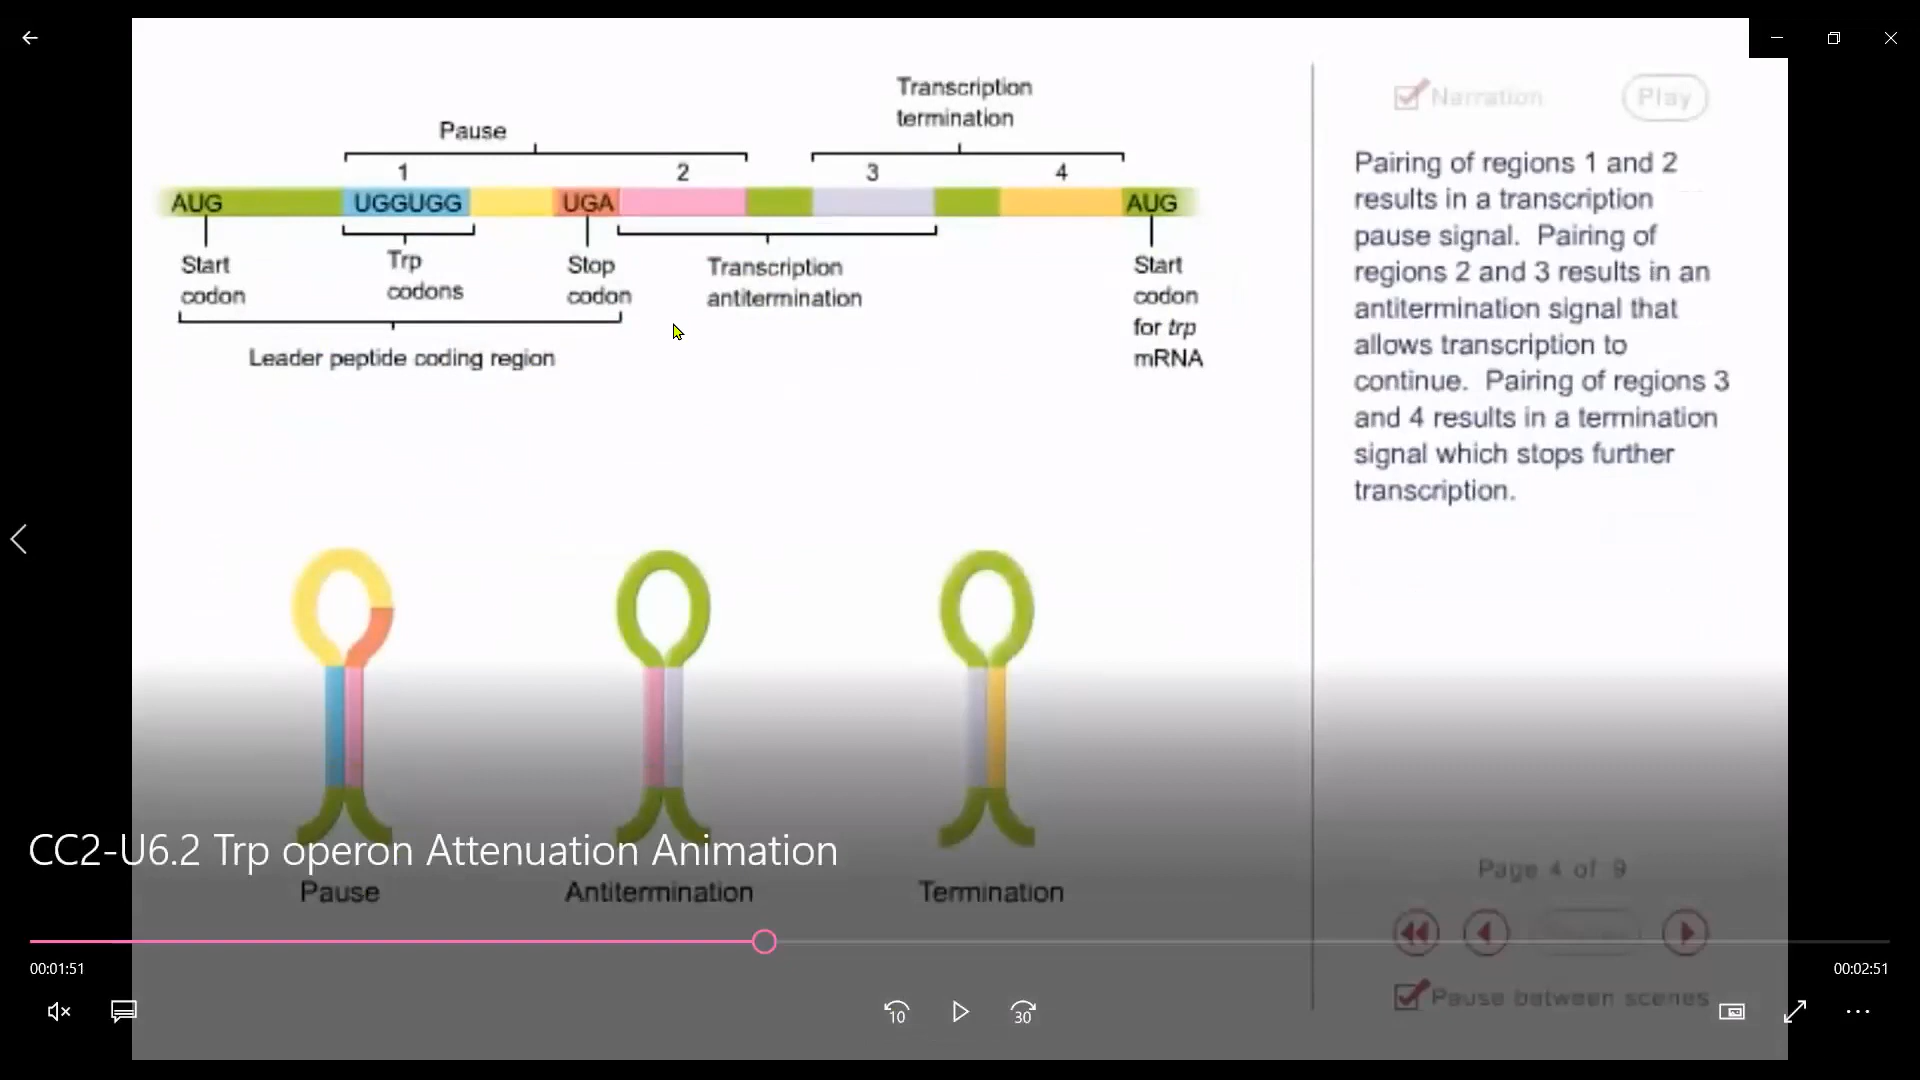 Transcription
termination
Pause
1
2
3
4
AUG
UGGUGG
UGA
AUG
Start
codon
Trp
codons
Stop
codon
Transcription
antitermination
Start
codon
for trp
mRNA
Leader peptide coding region
Narration
Play
Pairing of regions 1 and 2
results in a transcription
pause signal. Pairing of
regions 2 and 3 results in an
antitermination signal that
allows transcription to
continue. Pairing of regions 3
and 4 results in a termination
signal which stops further
transcription.
CC2-U6.2 Trp operon Attenuation Animation
Pause
Antitermination
Termination
Page 4 of 9
Pause between scenes
00:01:51
00:02:51
10
30